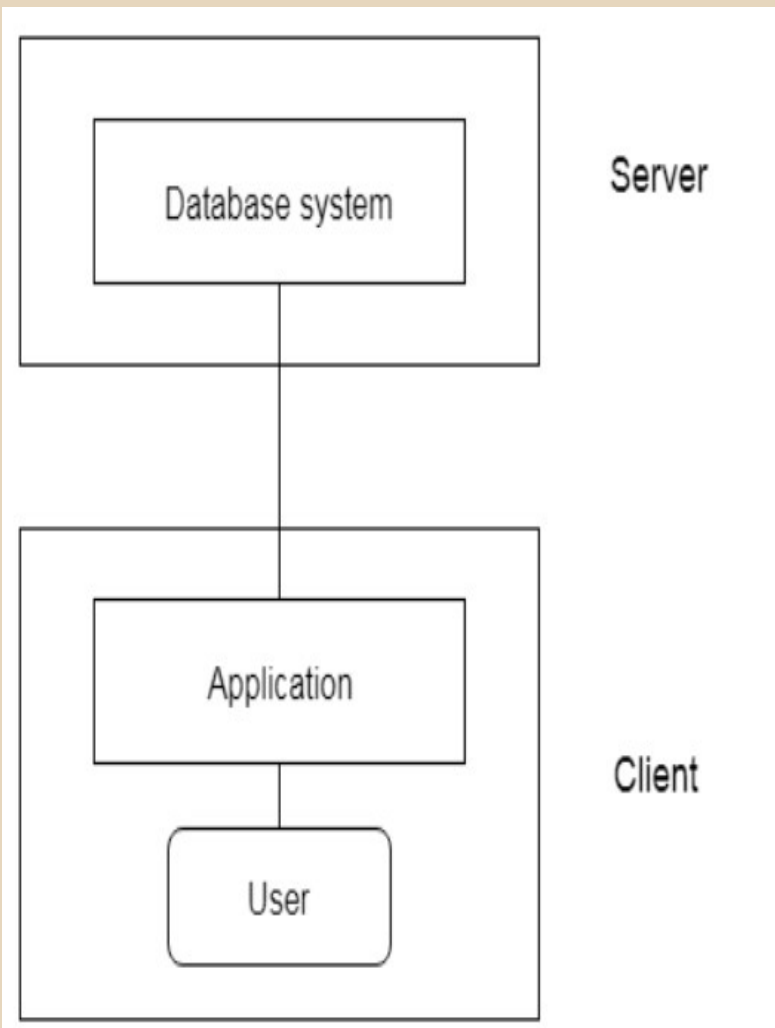 Database system
Server
Application
Client
User